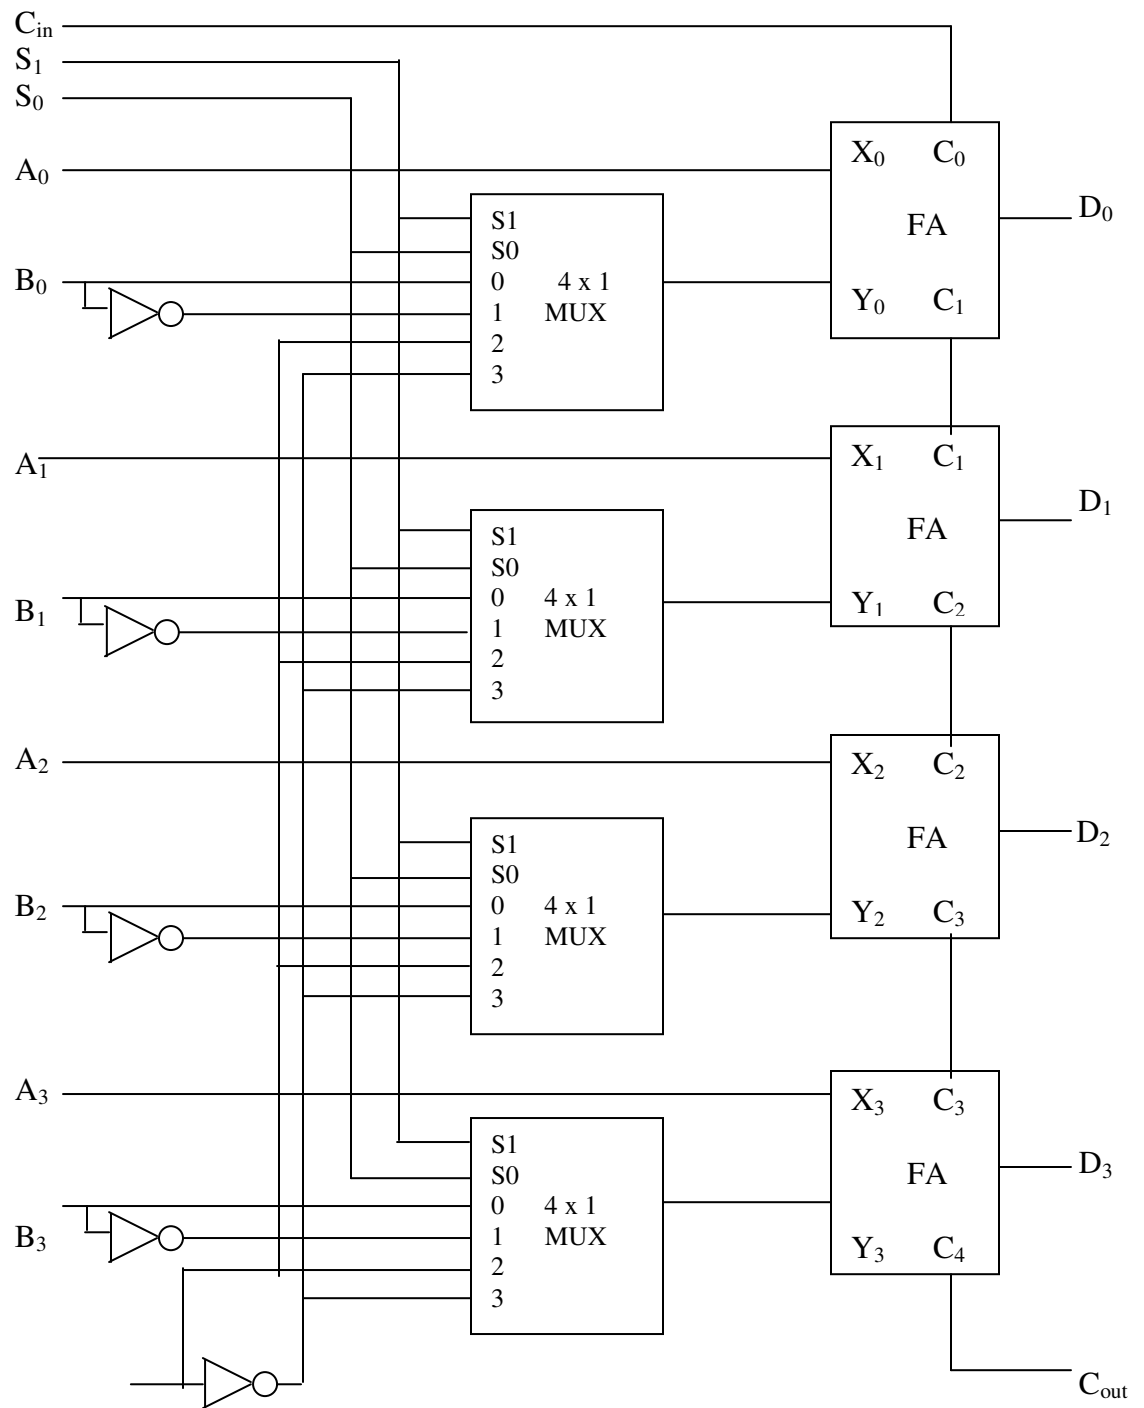 Cin
S1
S0
A0
X0 C0
FA
Y0 C1
D0
B0
S1
S0
0 4 x 1
1 MUX
2
3
A1
X1 C1
FA
Y1 C2
D1
B1
S1
S0
0 4 x 1
1 MUX
2
3
A2
X2 C2
FA
Y2 C3
D2
B2
S1
S0
0 4 x 1
1 MUX
2
3
A3
X3 C3
FA
Y3 C4
D3
B3
S1
S0
0 4 x 1
1 MUX
2
3
Cout